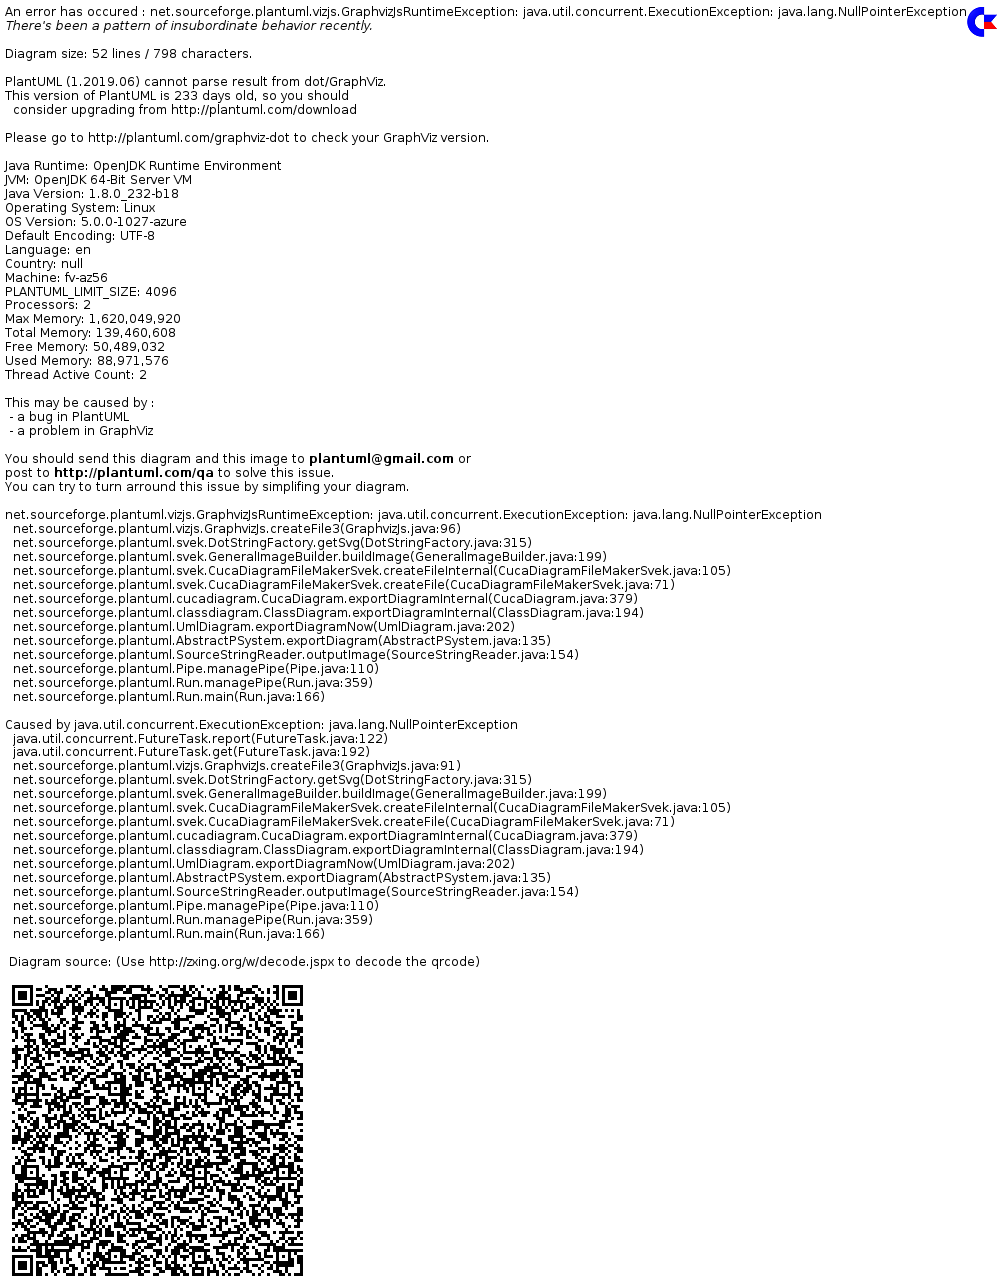 An error has occured : net.sourceforge.plantuml.vizjs.GraphvizJsRuntimeException: java.util.concurrent.ExecutionException: java.lang.NullPointerException
There's been a pattern of insubordinate behavior recently.
Diagram size: 52 lines / 798 characters.
PlantUML (1.2019.06) cannot parse result from dot/GraphViz.
This version of PlantUML is 233 days old, so you should
consider upgrading from http://plantuml.com/download
Please go to http://plantuml.com/graphviz-dot to check your GraphViz version.
Java Runtime: OpenJDK Runtime Environment
JVM: OpenJDK 64-Bit Server VM
Java Version: 1.8.0_232-b18
Operating System: Linux
OS Version: 5.0.0-1027-azure
Default Encoding: UTF-8
Language: en
Country: null
Machine: fv-az56
PLANTUML_LIMIT_SIZE: 4096
Processors: 2
Max Memory: 1,620,049,920
Total Memory: 139,460,608
Free Memory: 50,489,032
Used Memory: 88,971,576
Thread Active Count: 2
This may be caused by :
- a bug in PlantUML
- a problem in GraphViz
You should send this diagram and this image to plantuml@gmail.com or
post to http://plantuml.com/qa to solve this issue.
You can try to turn arround this issue by simplifing your diagram.
net.sourceforge.plantuml.vizjs.GraphvizJsRuntimeException: java.util.concurrent.ExecutionException: java.lang.NullPointerException
net.sourceforge.plantuml.vizjs.GraphvizJs.createFile3(GraphvizJs.java:96)
net.sourceforge.plantuml.svek.DotStringFactory.getSvg(DotStringFactory.java:315)
net.sourceforge.plantuml.svek.GeneralImageBuilder.buildImage(GeneralImageBuilder.java:199)
net.sourceforge.plantuml.svek.CucaDiagramFileMakerSvek.createFileInternal(CucaDiagramFileMakerSvek.java:105)
net.sourceforge.plantuml.svek.CucaDiagramFileMakerSvek.createFile(CucaDiagramFileMakerSvek.java:71)
net.sourceforge.plantuml.cucadiagram.CucaDiagram.exportDiagramInternal(CucaDiagram.java:379)
net.sourceforge.plantuml.classdiagram.ClassDiagram.exportDiagramInternal(ClassDiagram.java:194)
net.sourceforge.plantuml.UmlDiagram.exportDiagramNow(UmlDiagram.java:202)
net.sourceforge.plantuml.AbstractPSystem.exportDiagram(AbstractPSystem.java:135)
net.sourceforge.plantuml.SourceStringReader.outputImage(SourceStringReader.java:154)
net.sourceforge.plantuml.Pipe.managePipe(Pipe.java:110)
net.sourceforge.plantuml.Run.managePipe(Run.java:359)
net.sourceforge.plantuml.Run.main(Run.java:166)
Caused by java.util.concurrent.ExecutionException: java.lang.NullPointerException
java.util.concurrent.FutureTask.report(FutureTask.java:122)
java.util.concurrent.FutureTask.get(FutureTask.java:192)
net.sourceforge.plantuml.vizjs.GraphvizJs.createFile3(GraphvizJs.java:91)
net.sourceforge.plantuml.svek.DotStringFactory.getSvg(DotStringFactory.java:315)
net.sourceforge.plantuml.svek.GeneralImageBuilder.buildImage(GeneralImageBuilder.java:199)
net.sourceforge.plantuml.svek.CucaDiagramFileMakerSvek.createFileInternal(CucaDiagramFileMakerSvek.java:105)
net.sourceforge.plantuml.svek.CucaDiagramFileMakerSvek.createFile(CucaDiagramFileMakerSvek.java:71)
net.sourceforge.plantuml.cucadiagram.CucaDiagram.exportDiagramInternal(CucaDiagram.java:379)
net.sourceforge.plantuml.classdiagram.ClassDiagram.exportDiagramInternal(ClassDiagram.java:194)
net.sourceforge.plantuml.UmlDiagram.exportDiagramNow(UmlDiagram.java:202)
net.sourceforge.plantuml.AbstractPSystem.exportDiagram(AbstractPSystem.java:135)
net.sourceforge.plantuml.SourceStringReader.outputImage(SourceStringReader.java:154)
net.sourceforge.plantuml.Pipe.managePipe(Pipe.java:110)
net.sourceforge.plantuml.Run.managePipe(Run.java:359)
net.sourceforge.plantuml.Run.main(Run.java:166)
Diagram source: (Use http://zxing.org/w/decode.jspx to decode the qrcode)